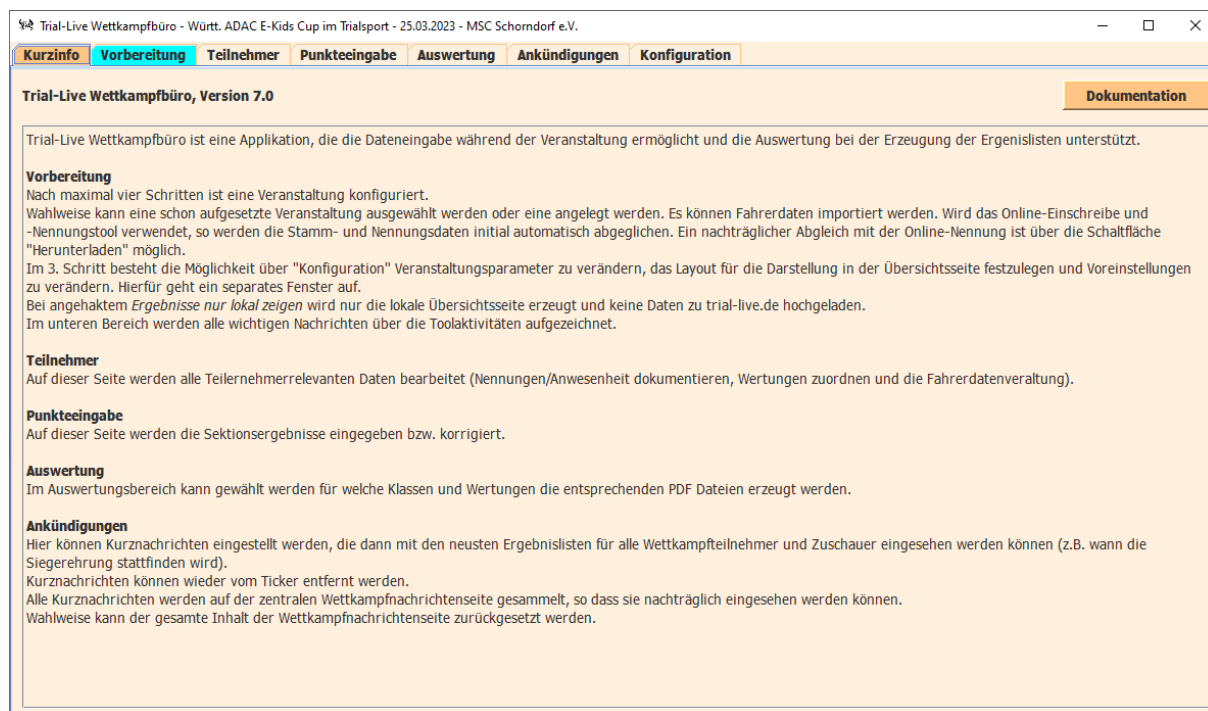 Trial-Live Wettkampfbüro - Württ. ADAC E-Kids Cup im Trialsport - 25.03.2023 - MSC Schorndorf e.V.
Kurzinfo Vorbereitung Teilnehmer Punkteeingabe Auswertung Ankündigungen Konfiguration
Trial-Live Wettkampfbüro, Version 7.0 Dokumentation
Trial-Live Wettkampfbüro ist eine Applikation, die die Dateneingabe während der Veranstaltung ermöglicht und die Auswertung bei der Erzeugung der Ergenislisten unterstützt.
Vorbereitung
Nach maximal vier Schritten ist eine Veranstaltung konfiguriert.
Wahlweise kann eine schon aufgesetzte Veranstaltung ausgewählt werden oder eine angelegt werden. Es können Fahrerdaten importiert werden. Wird das Online-Einschreibe und
-Nennungstool verwendet, so werden die Stamm- und Nennungsdaten initial automatisch abgeglichen. Ein nachträglicher Abgleich mit der Online-Nennung ist über die Schaltfläche
"Herunterladen" möglich.
Im 3. Schritt besteht die Möglichkeit über "Konfiguration" Veranstaltungsparameter zu verändern, das Layout für die Darstellung in der Übersichtsseite festzulegen und Voreinstellungen
zu verändern. Hierfür geht ein separates Fenster auf.
Bei angehaktem Ergebnisse nur lokal zeigen wird nur die lokale Übersichtsseite erzeugt und keine Daten zu trial-live.de hochgeladen.
Im unteren Bereich werden alle wichtigen Nachrichten über die Toolaktivitäten aufgezeichnet.
Teilnehmer
Auf dieser Seite werden alle Teilernehmerrelevanten Daten bearbeitet (Nennungen/Anwesenheit dokumentieren, Wertungen zuordnen und die Fahrerdatenveraltung).
Punkteeingabe
Auf dieser Seite werden die Sektionsergebnisse eingegeben bzw. korrigiert.
Auswertung
Im Auswertungsbereich kann gewählt werden für welche Klassen und Wertungen die entsprechenden PDF Dateien erzeugt werden.
Ankündigungen
Hier können Kurznachrichten eingestellt werden, die dann mit den neusten Ergebnislisten für alle Wettkampfteilnehmer und Zuschauer eingesehen werden können (z.B. wann die
Siegerehrung stattfinden wird).
Kurznachrichten können wieder vom Ticker entfernt werden.
Alle Kurznachrichten werden auf der zentralen Wettkampfnachrichtenseite gesammelt, so dass sie nachträglich eingesehen werden können.
Wahlweise kann der gesamte Inhalt der Wettkampfnachrichtenseite zurückgesetzt werden.